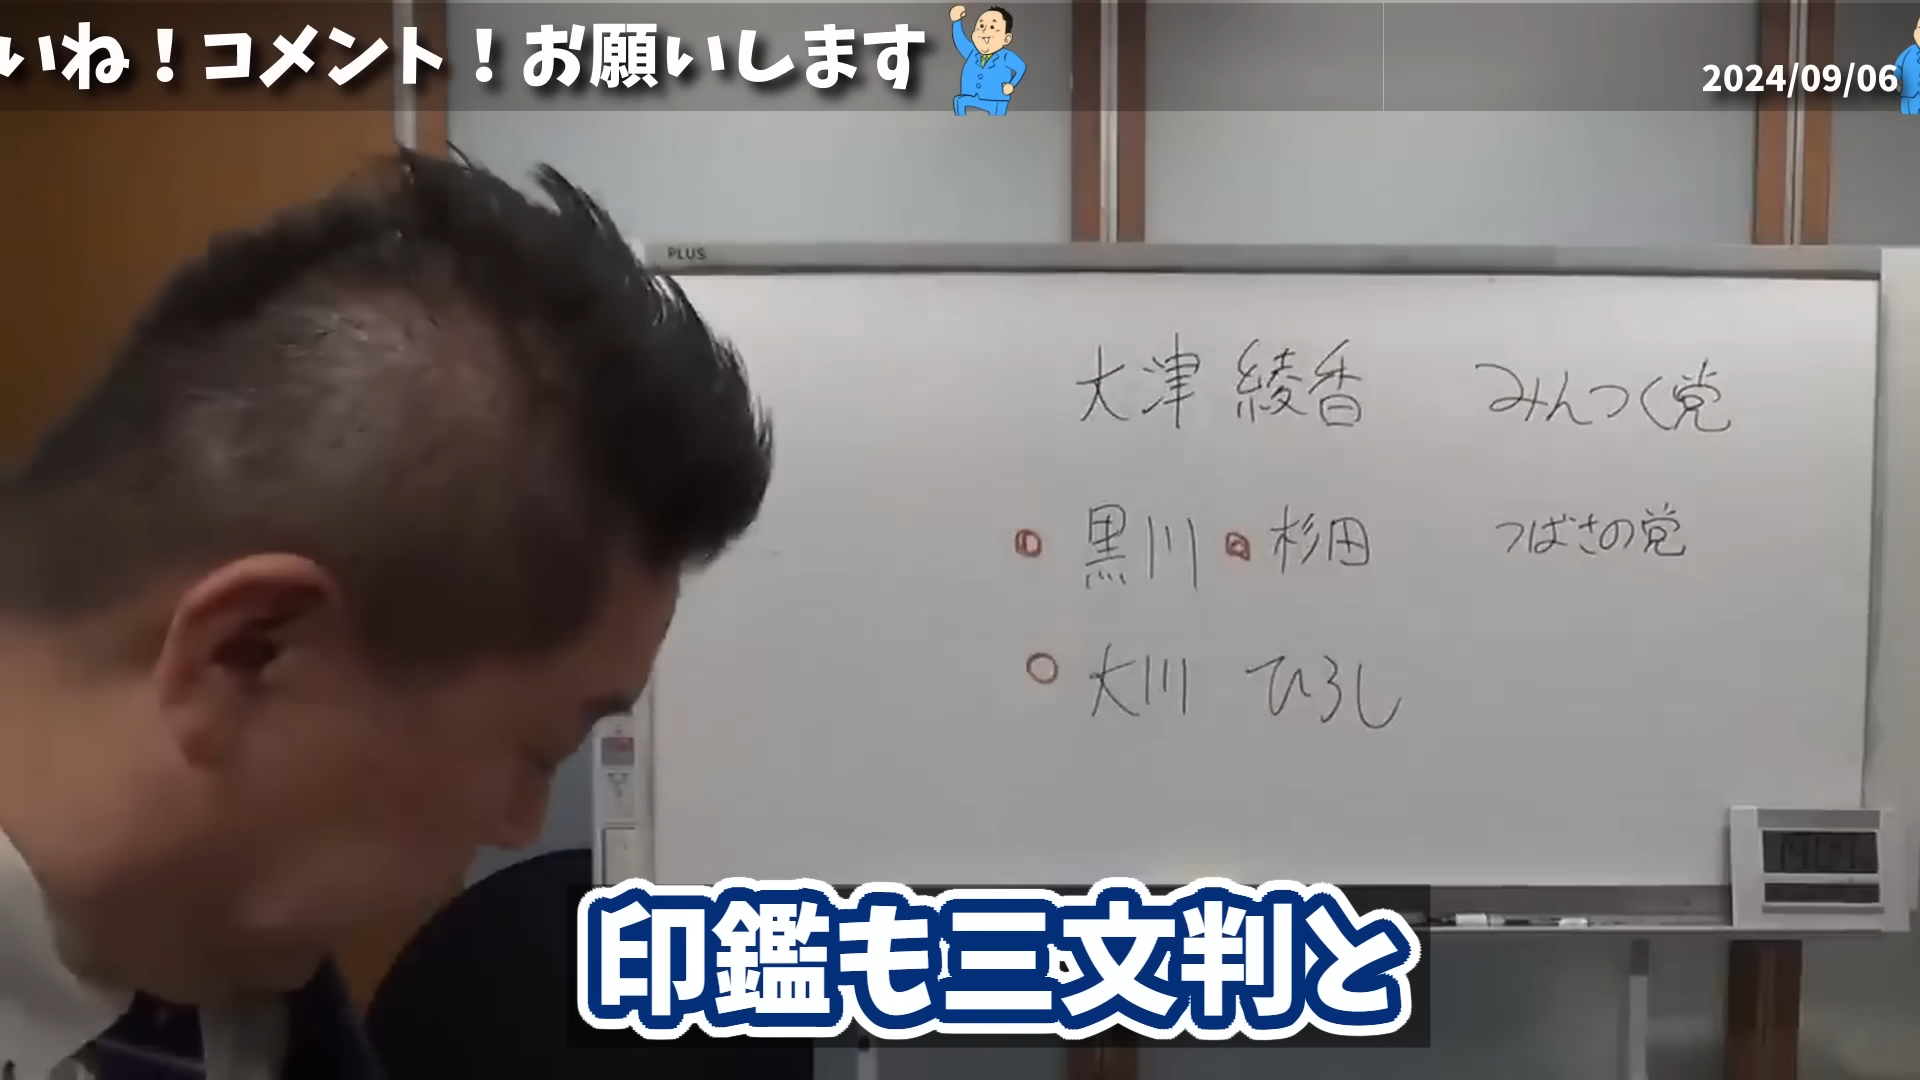 いね！コメント！お願いします
2024/09/06
PLUS
大津 綾香 みんつく党
黒川 杉田 つばさの党
大川 ひろし
印鑑も三文判と